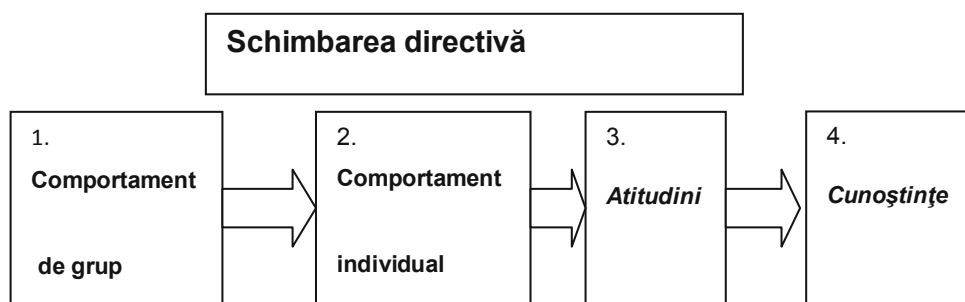 Schimbarea directivă
1.
Comportament
de grup
2.
Comportament
individual
3.
Atitudini
4.
Cunoştinţe